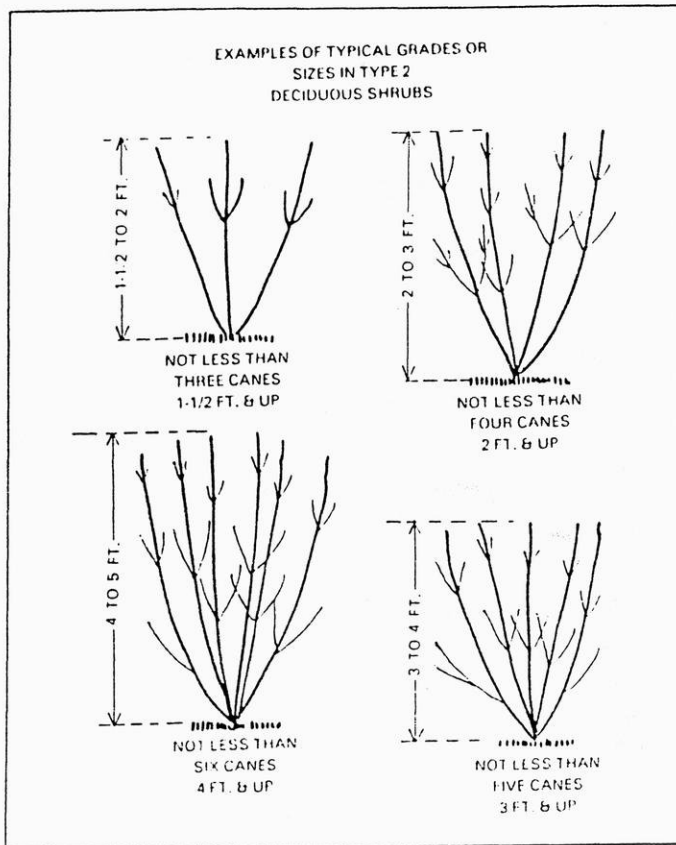 EXAMPLES OF TYPICAL GRADES OR
SIZES IN TYPE 2
DECIDUOUS SHRUBS
1-1.2 TO 2 FT.
NOT LESS THAN
THREE CANES
1-1/2 FT. & UP
2 TO 3 FT.
NOT LESS THAN
FOUR CANES
2 FT. & UP
4 TO 5 FT.
NOT LESS THAN
SIX CANES
4 FT. & UP
3 TO 4 FT.
NOT LESS THAN
FIVE CANES
3 FT. & UP